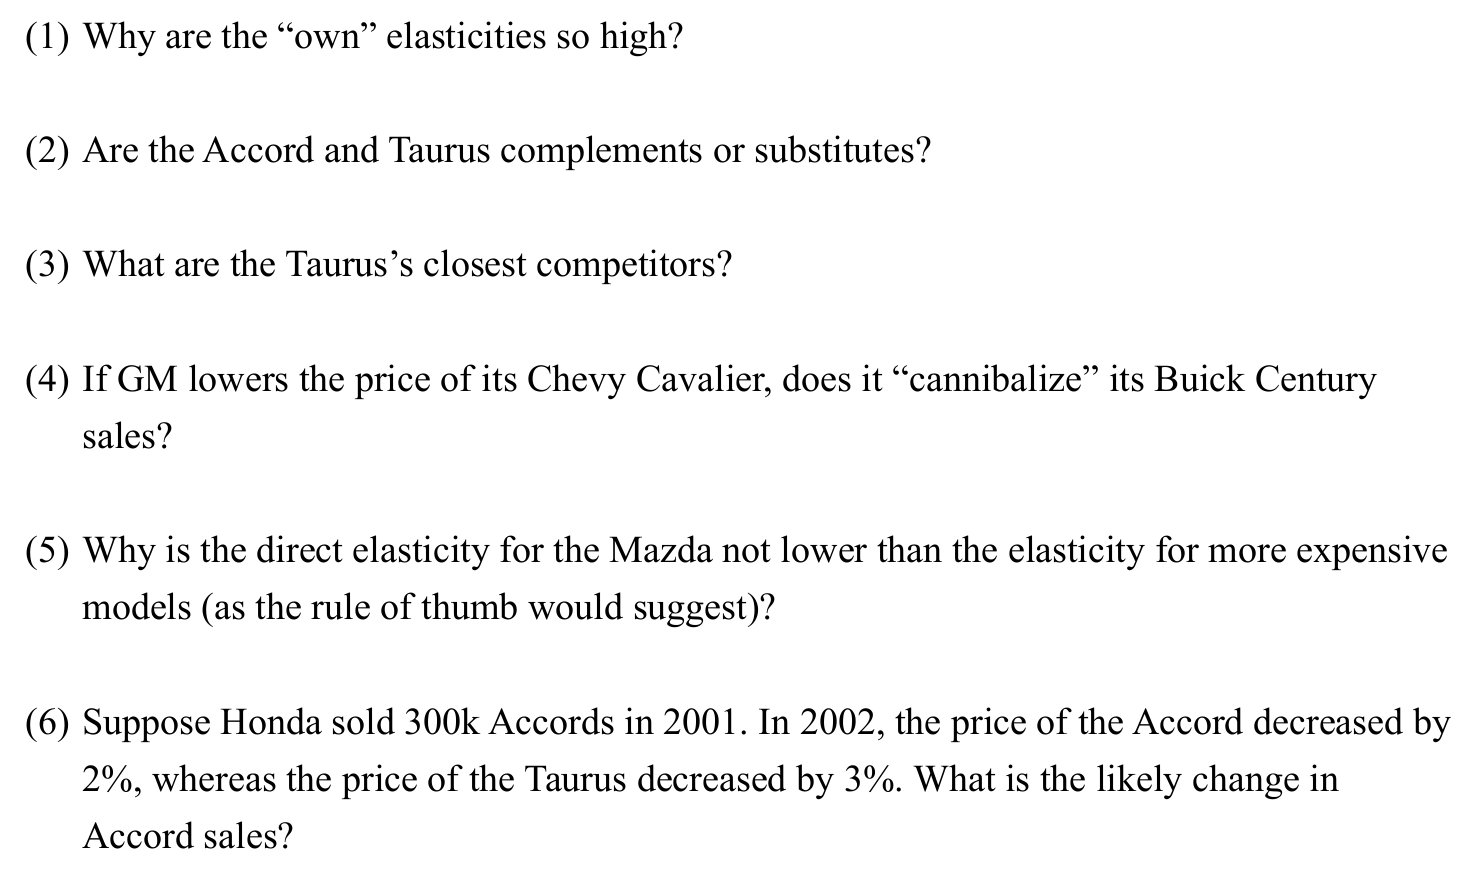 (1) Why are the “own” elasticities so high?
(2) Are the Accord and Taurus complements or substitutes?
(3) What are the Taurus’s closest competitors?
(4) If GM lowers the price of its Chevy Cavalier, does it “cannibalize” its Buick Century
sales?
(5) Why is the direct elasticity for the Mazda not lower than the elasticity for more expensive
models (as the rule of thumb would suggest)?
(6) Suppose Honda sold 300k Accords in 2001. In 2002, the price of the Accord decreased by
2%, whereas the price of the Taurus decreased by 3%. What is the likely change in
Accord sales?